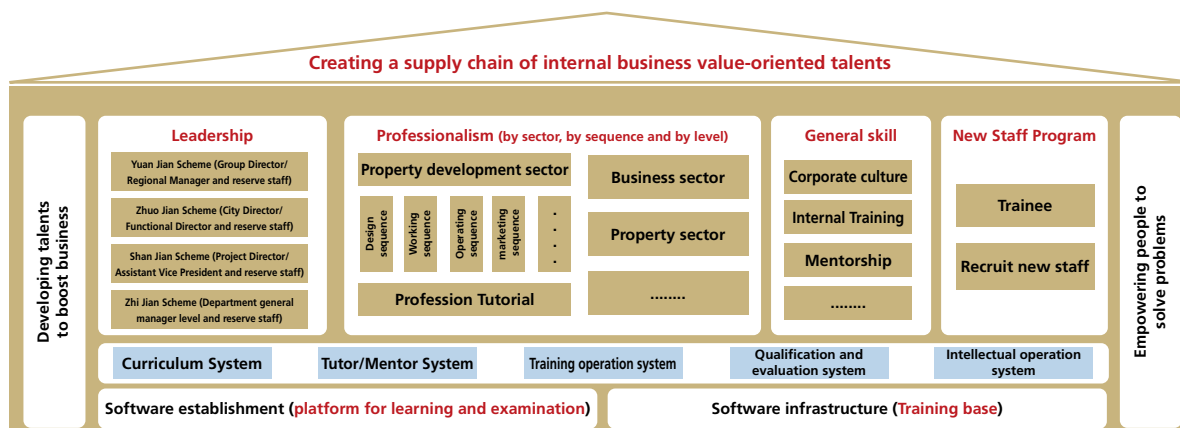 Creating a supply chain of internal business value-oriented talents
Developing talents
to boost business
Leadership
Yuan Jian Scheme (Group Director/
Regional Manager and reserve staff)
Zhuo Jian Scheme (City Director/
Functional Director and reserve staff)
Shan Jian Scheme (Project Director/
Assistant Vice President and reserve staff)
Zhi Jian Scheme (Department general
manager level and reserve staff)
Professionalism (by sector, by sequence and by level)
Property development sector
Design
sequence
Working
sequence
Operating
sequence
marketing
sequence
. . . .
Profession Tutorial
Business sector
Property sector
........
General skill
Corporate culture
Internal Training
Mentorship
........
New Staff Program
Trainee
Recruit new staff
Empowering people to
solve problems
Curriculum System
Tutor/Mentor System
Training operation system
Qualification and
evaluation system
Intellectual operation
system
Software establishment (platform for learning and examination)
Software infrastructure (Training base)